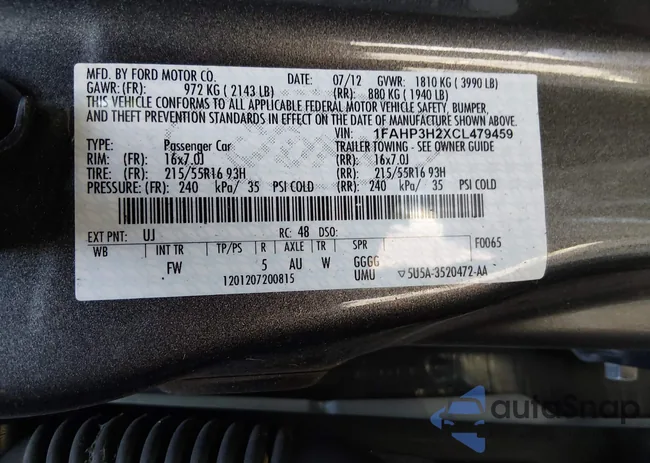 MFD. BY FORD MOTOR CO. DATE: 07/12 GVWR: 1810 KG ( 3990 LB)
GAWR: (FR): 972 KG ( 2143 LB) (RR): 880 KG ( 1940 LB)
THIS VEHICLE CONFORMS TO ALL APPLICABLE FEDERAL MOTOR VEHICLE SAFETY, BUMPER,
AND THEFT PREVENTION STANDARDS IN EFFECT ON THE DATE OF MANUFACTURE SHOWN ABOVE.
VIN: 1FAHP3H2XCL479459
TYPE: Passenger Car TRAILER TOWING - SEE OWNER GUIDE
RIM: (FR) 16x7.0J (RR): 16x7.0J
TIRE: (FR): 215/55R16 93H (RR): 215/55R16 93H
PRESSURE: (FR): 240 kPa/ 35 PSI COLD (RR): 240 kPa/ 35 PSI COLD
EXT PNT: UJ RC: 48 DSO: F0065
WB INT TR TP/PS R AXLE TR SPR
FW 5 AU W GGGG
1201207200815 UMU ▽5U5A-3520472-AA
autoSnap